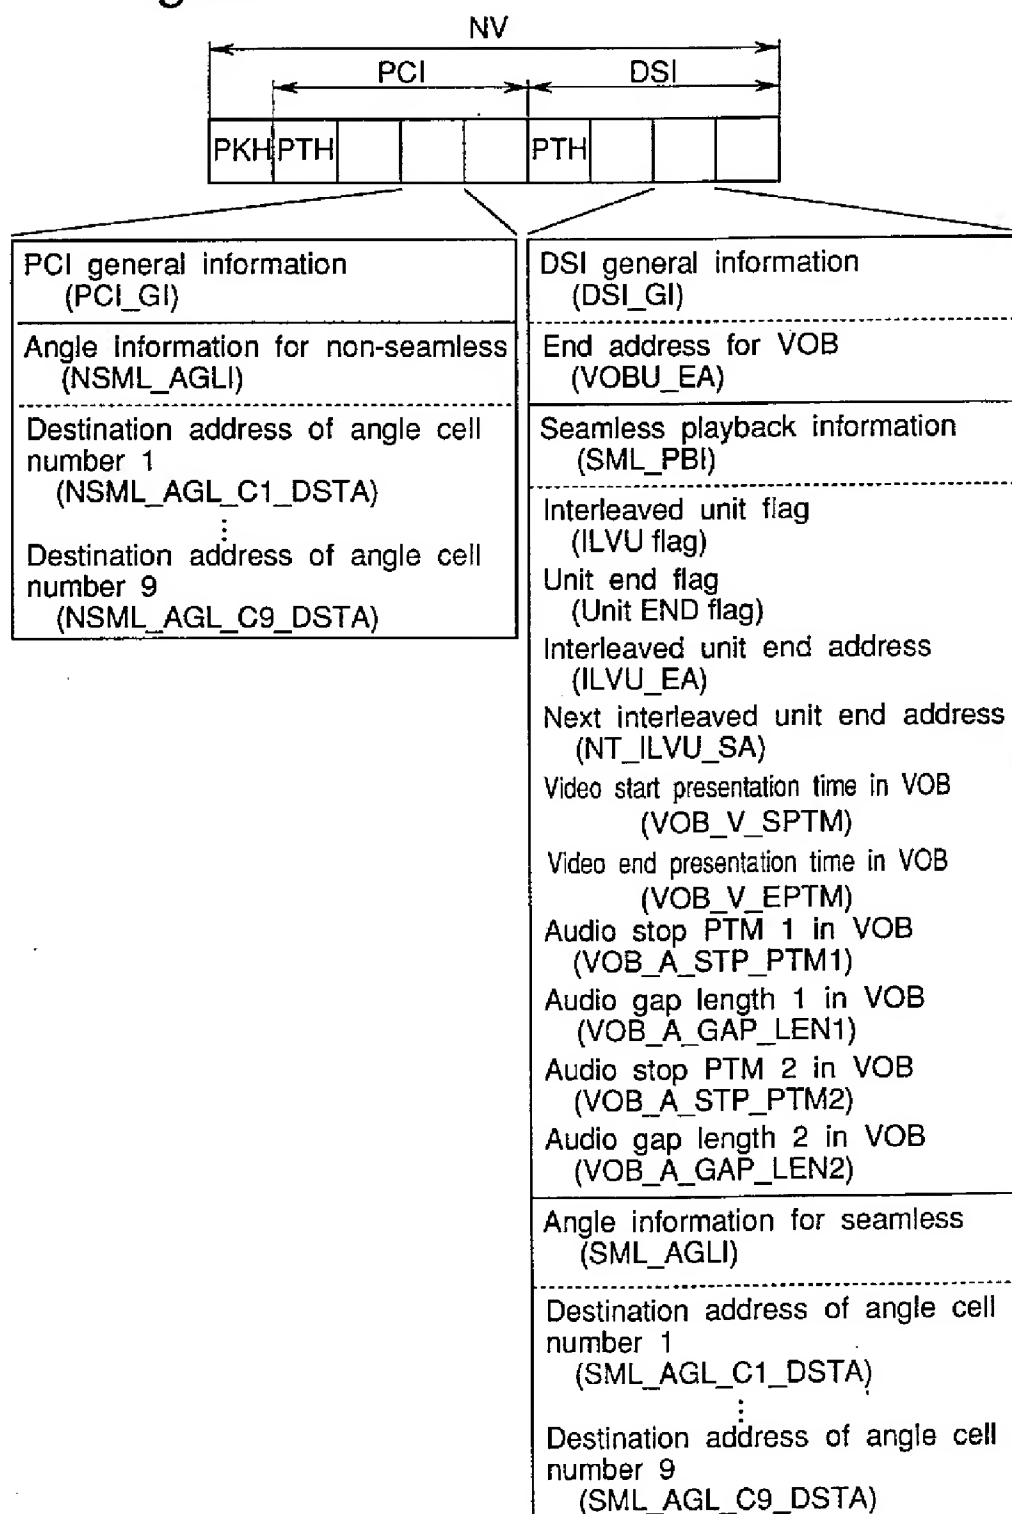 NV
PCI
DSI
PKH
PTH
PTH
PCI general information
(PCI_GI)
Angle Information for non-seamless
(NSML_AGLI)
Destination address of angle cell
number 1
(NSML_AGL_C1_DSTA)
⋮
Destination address of angle cell
number 9
(NSML_AGL_C9_DSTA)
DSI general information
(DSI_GI)
End address for VOB
(VOBU_EA)
Seamless playback information
(SML_PBI)
Interleaved unit flag
(ILVU flag)
Unit end flag
(Unit END flag)
Interleaved unit end address
(ILVU_EA)
Next interleaved unit end address
(NT_ILVU_SA)
Video start presentation time in VOB
(VOB_V_SPTM)
Video end presentation time in VOB
(VOB_V_EPTM)
Audio stop PTM 1 in VOB
(VOB_A_STP_PTM1)
Audio gap length 1 in VOB
(VOB_A_GAP_LEN1)
Audio stop PTM 2 in VOB
(VOB_A_STP_PTM2)
Audio gap length 2 in VOB
(VOB_A_GAP_LEN2)
Angle information for seamless
(SML_AGLI)
Destination address of angle cell
number 1
(SML_AGL_C1_DSTA)
⋮
Destination address of angle cell
number 9
(SML_AGL_C9_DSTA)